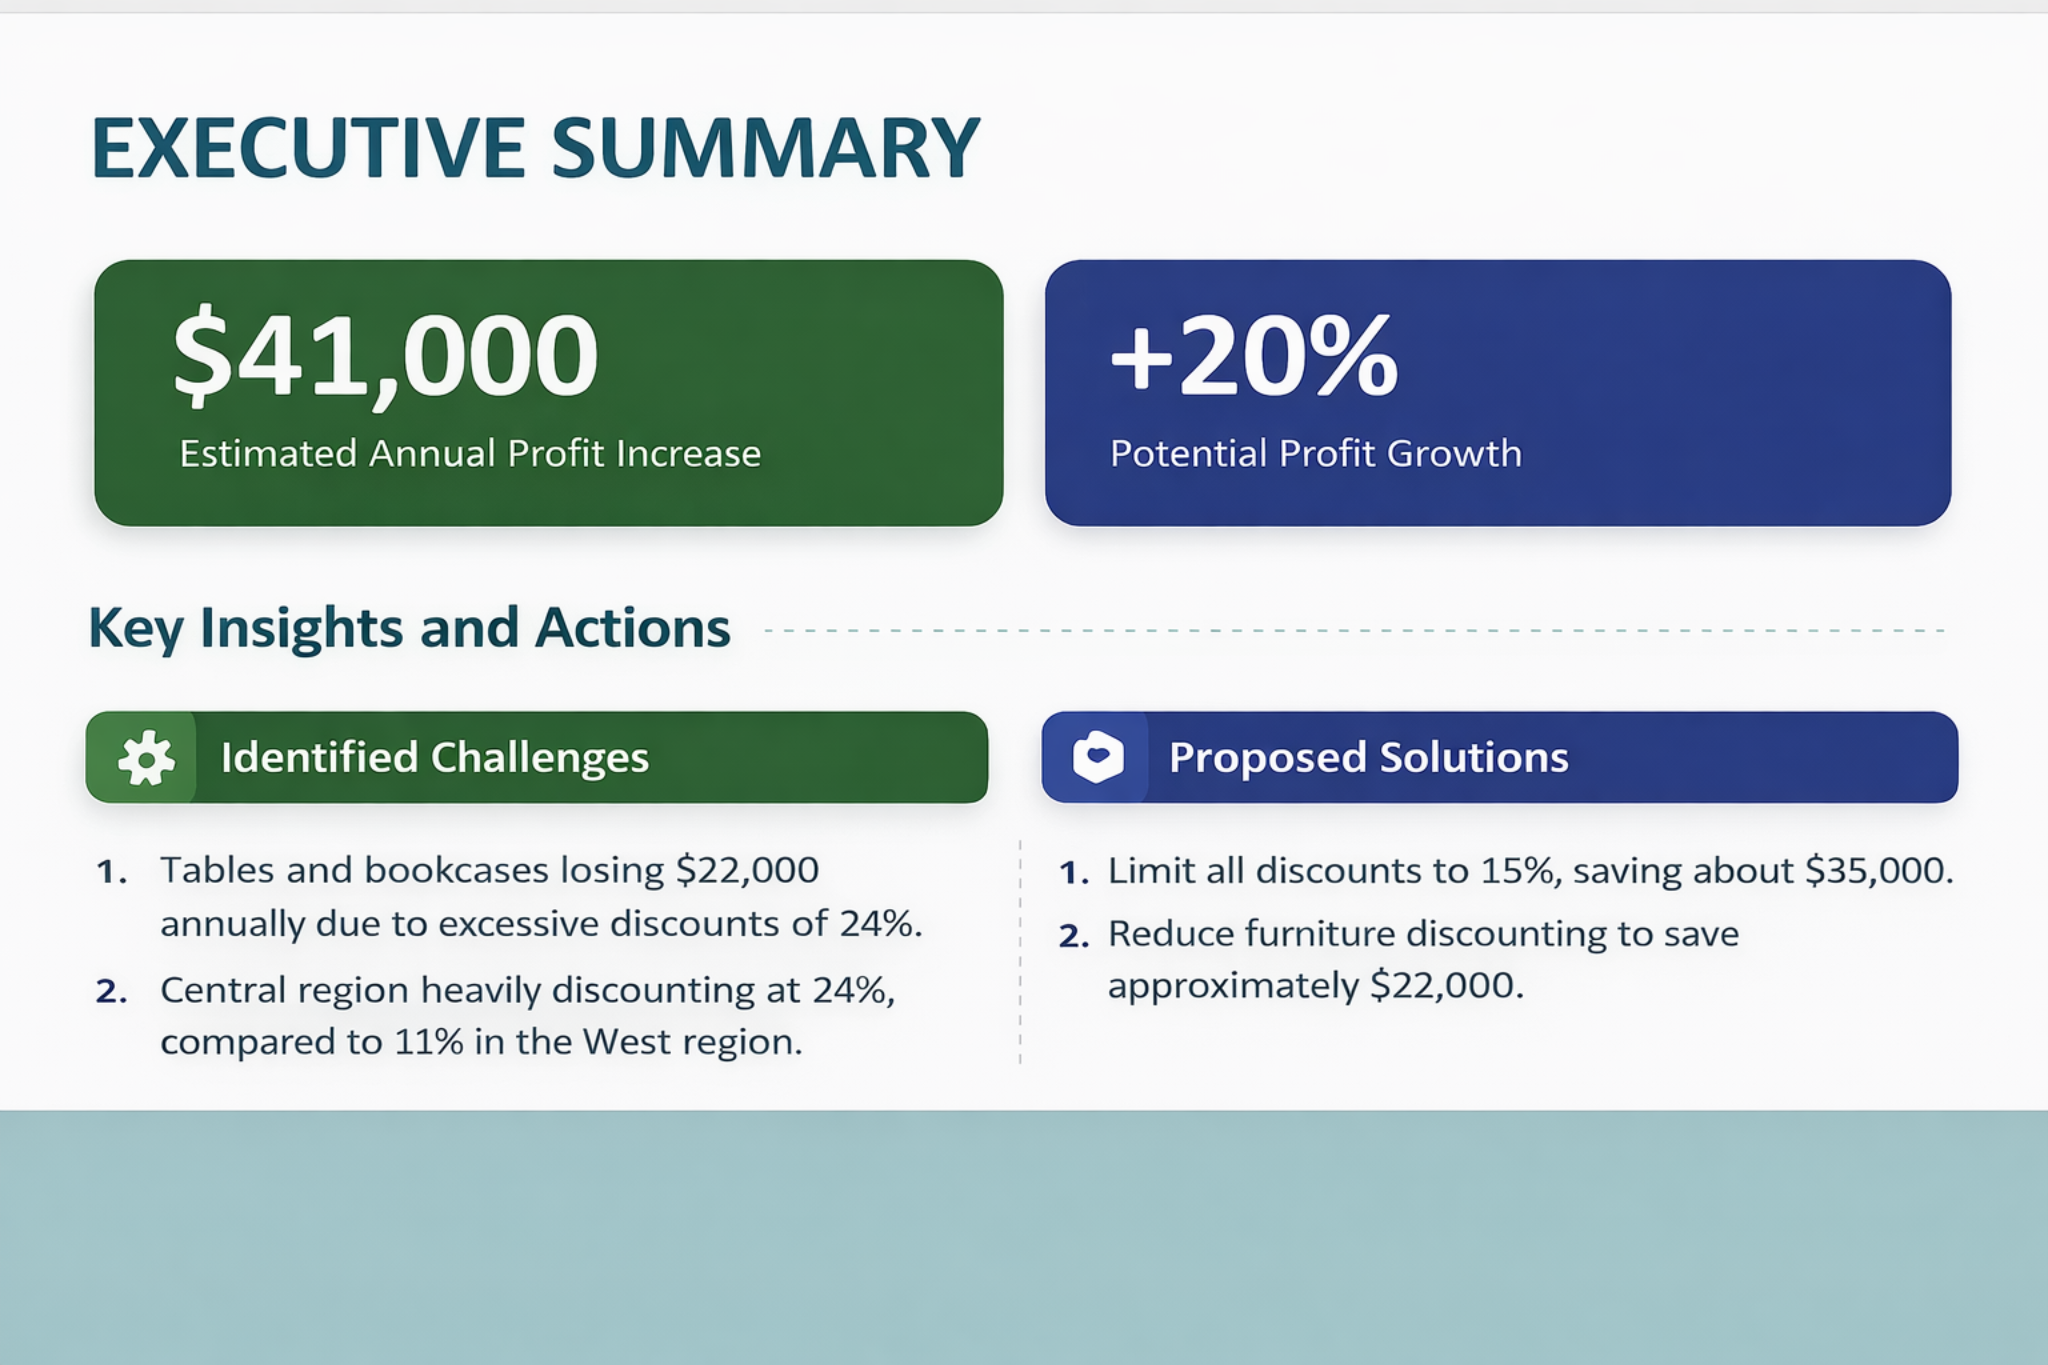 EXECUTIVE SUMMARY
$41,000
Estimated Annual Profit Increase
+20%
Potential Profit Growth
Key Insights and Actions
Identified Challenges
1. Tables and bookcases losing $22,000
annually due to excessive discounts of 24%.
2. Central region heavily discounting at 24%,
compared to 11% in the West region.
Proposed Solutions
1. Limit all discounts to 15%, saving about $35,000.
2. Reduce furniture discounting to save
approximately $22,000.